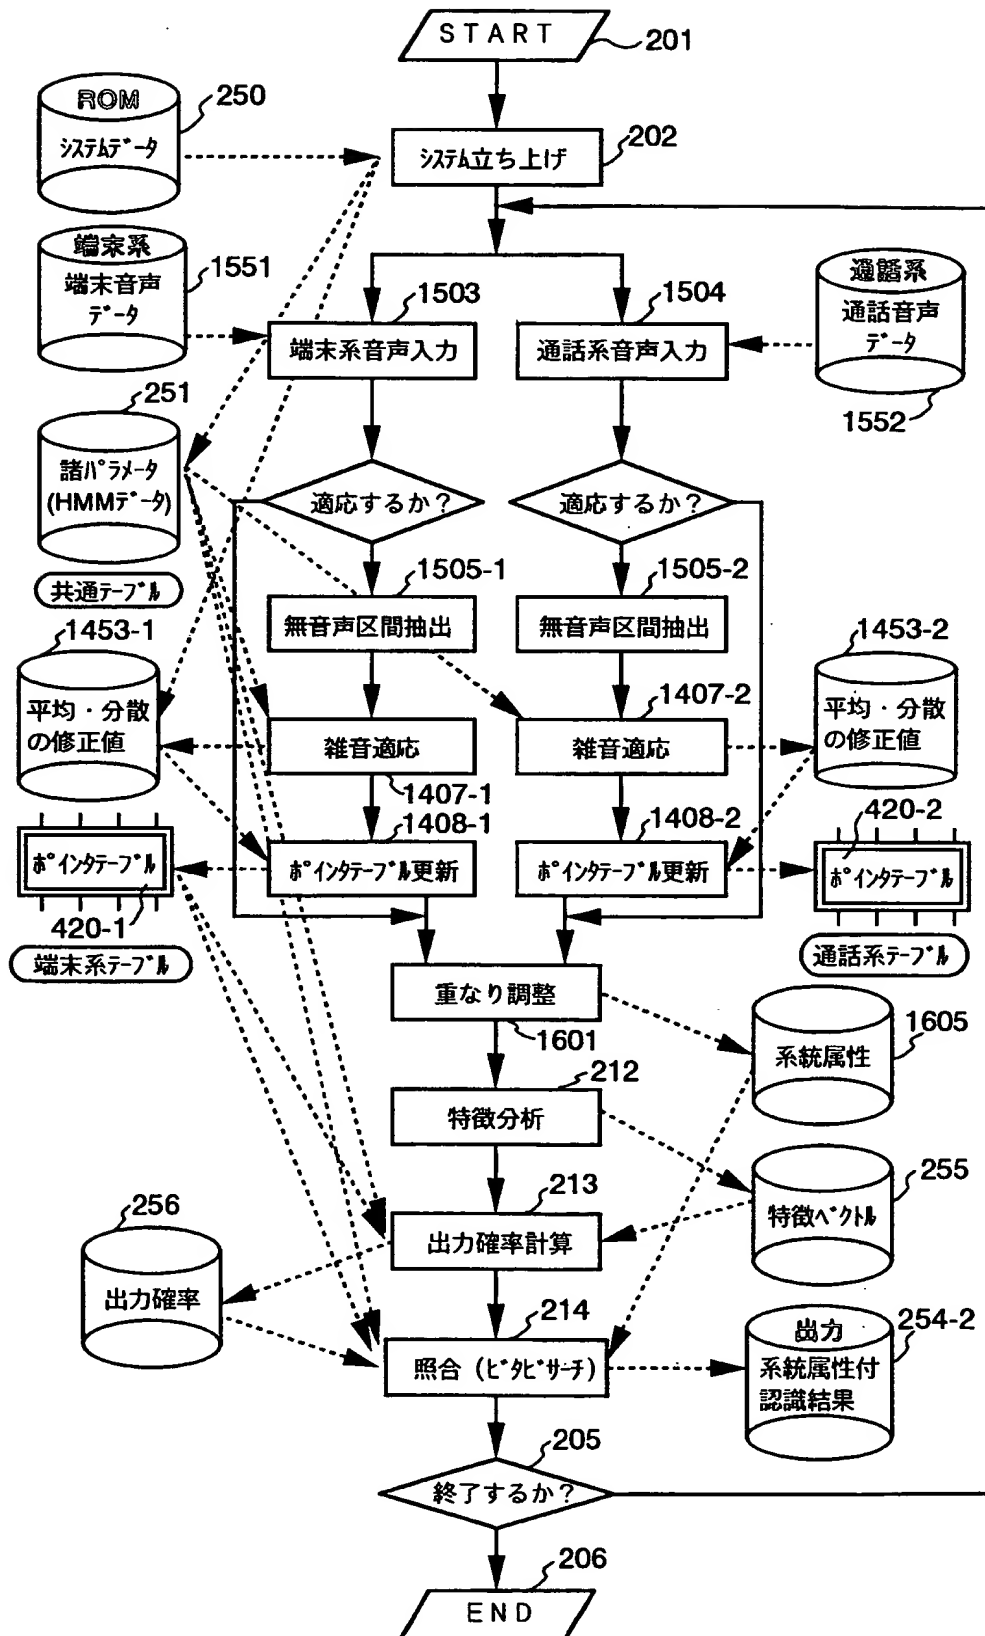 START
201
ROM
システムデータ
250
システム立ち上げ
202
端末系
端末音声
データ
1551
1503
1504
通話系
通話音声
データ
1552
端末系音声入力
通話系音声入力
251
諸パラメータ
(HMMデータ)
共通テーブル
適応するか?
適応するか?
1505-1
1505-2
無音声区間抽出
無音声区間抽出
1453-1
1453-2
平均・分散
の修正値
1407-2
平均・分散
の修正値
雑音適応
雑音適応
1407-1
1408-1
1408-2
420-2
ポインタテーブル
ポインタテーブル更新
ポインタテーブル更新
ポインタテーブル
420-1
端末系テーブル
通話系テーブル
重なり調整
1601
系統属性
1605
212
特徴分析
255
特徴ベクトル
213
256
出力確率計算
出力確率
214
照合(ビタビサーチ)
出力
系統属性付
認識結果
254-2
205
終了するか?
206
END